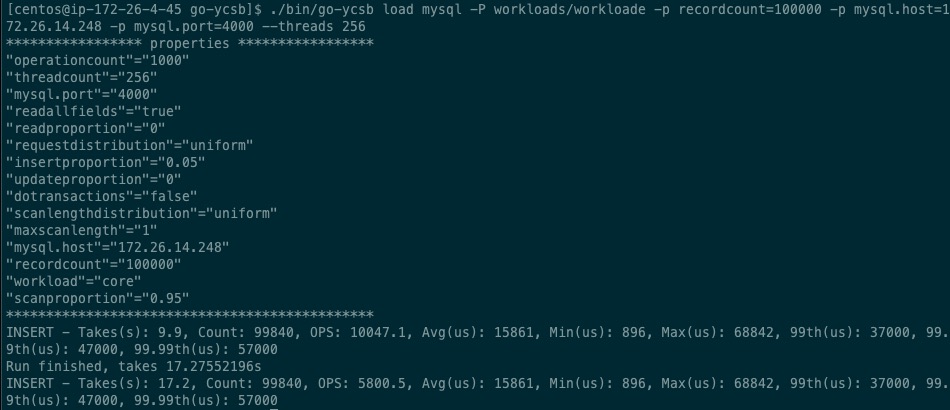 [centos@ip-172-26-4-45 go-ycsb]$ ./bin/go-ycsb load mysql -P workloads/workloade -p recordcount=100000 -p mysql.host=1
72.26.14.248 -p mysql.port=4000 --threads 256
***************** properties *****************
"operationcount"="1000"
"threadcount"="256"
"mysql.port"="4000"
"readallfields"="true"
"readproportion"="0"
"requestdistribution"="uniform"
"insertproportion"="0.05"
"updateproportion"="0"
"dotransactions"="false"
"scanlengthdistribution"="uniform"
"maxscanlength"="1"
"mysql.host"="172.26.14.248"
"recordcount"="100000"
"workload"="core"
"scanproportion"="0.95"
**********************************************
INSERT - Takes(s): 9.9, Count: 99840, OPS: 10047.1, Avg(us): 15861, Min(us): 896, Max(us): 68842, 99th(us): 37000, 99.
9th(us): 47000, 99.99th(us): 57000
Run finished, takes 17.27552196s
INSERT - Takes(s): 17.2, Count: 99840, OPS: 5800.5, Avg(us): 15861, Min(us): 896, Max(us): 68842, 99th(us): 37000, 99.
9th(us): 47000, 99.99th(us): 57000